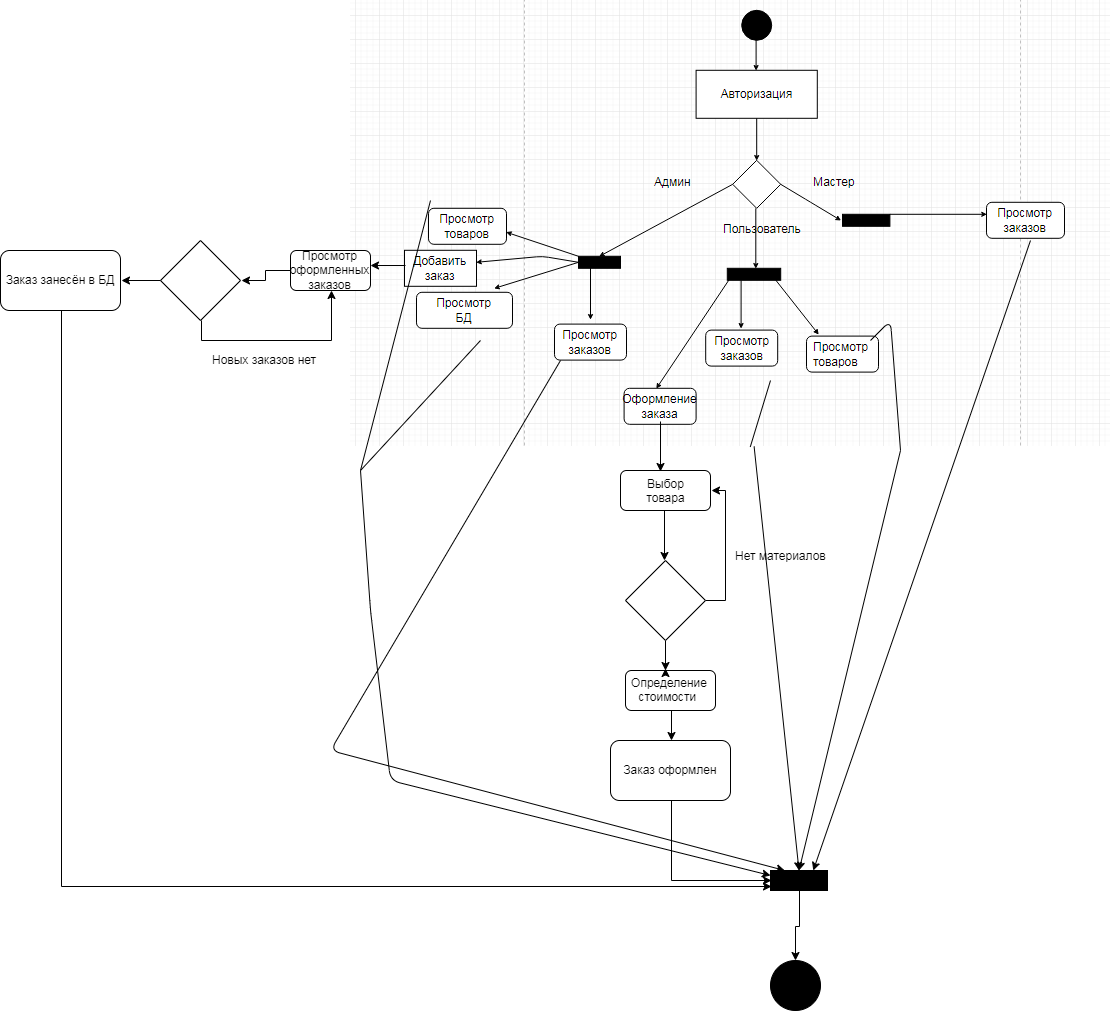 Авторизация
Админ
Мастер
Пользователь
Просмотр
товаров
Просмотр
заказов
Заказ занесён в БД
Просмотр
оформленных
заказов
Добавить
заказ
Просмотр
БД
Новых заказов нет
Просмотр
заказов
Просмотр
заказов
Просмотр
товаров
Оформление
заказа
Выбор
товара
Нет материалов
Определение
стоимости
Заказ оформлен